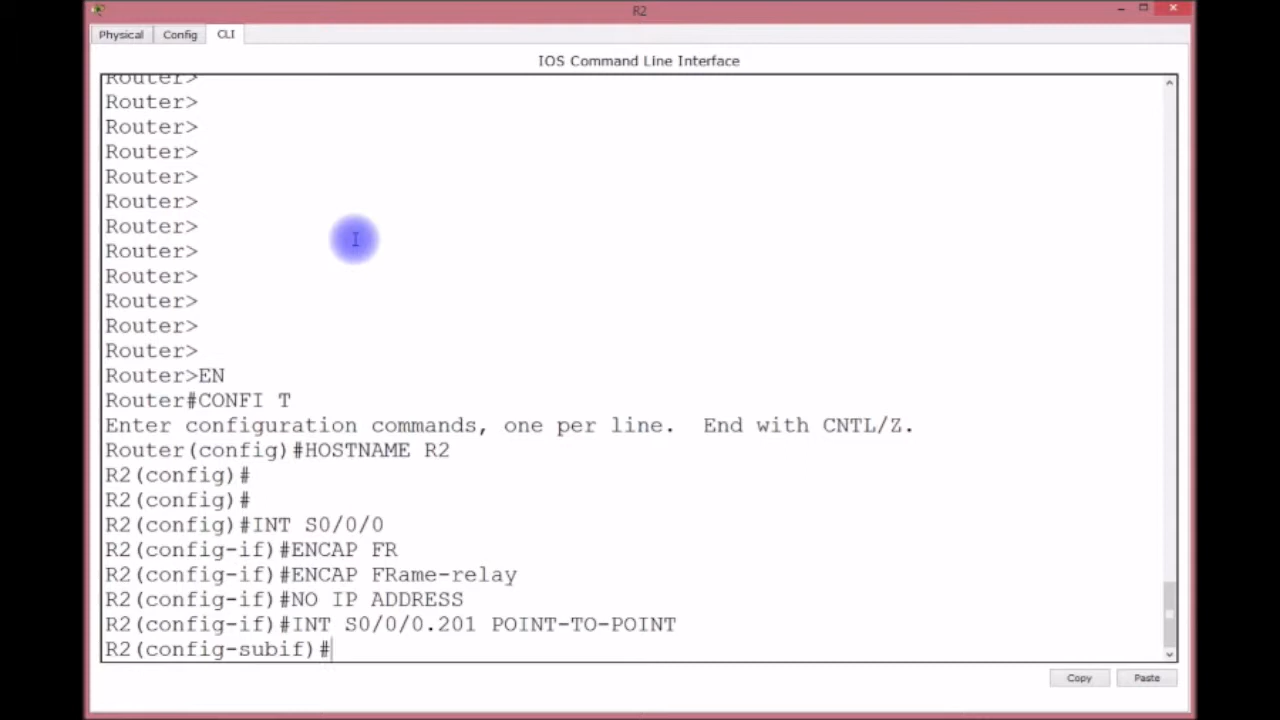 R2
Physical
Config
CLI
IOS Command Line Interface
Router>
Router>
Router>
Router>
Router>
Router>
Router>
Router>
Router>
Router>
Router>
Router>
Router>EN
Router#CONFI T
Enter configuration commands, one per line.  End with CNTL/Z.
Router(config)#HOSTNAME R2
R2(config)#
R2(config)#
R2(config)#INT S0/0/0
R2(config-if)#ENCAP FR
R2(config-if)#ENCAP FRame-relay
R2(config-if)#NO IP ADDRESS
R2(config-if)#INT S0/0/0.201 POINT-TO-POINT
R2(config-subif)#
Copy
Paste